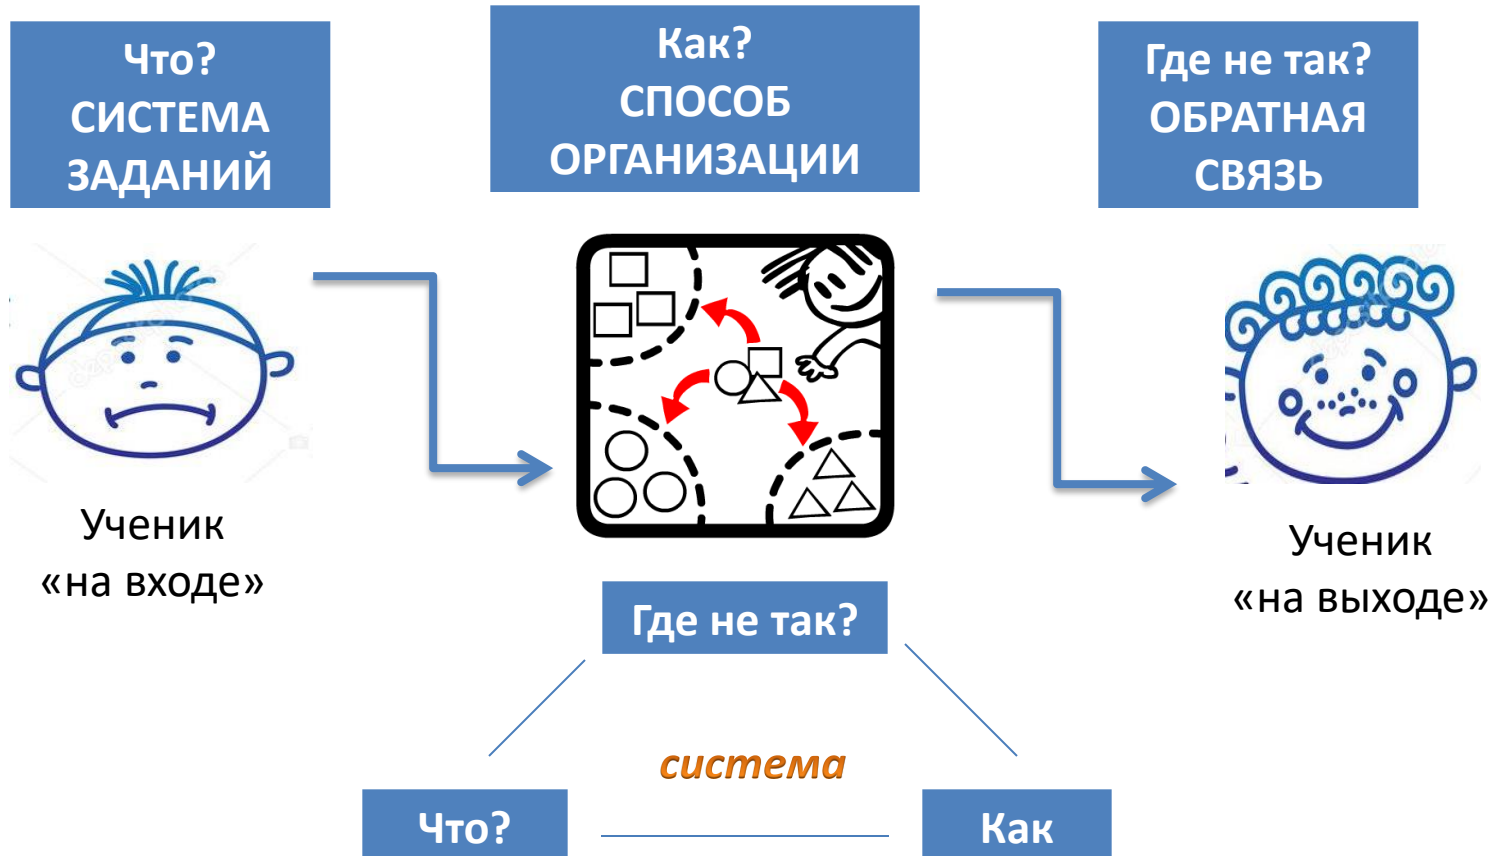 Что?
СИСТЕМА
ЗАДАНИЙ
Как?
СПОСОБ
ОРГАНИЗАЦИИ
Где не так?
ОБРАТНАЯ
СВЯЗЬ
Ученик
«на входе»
Ученик
«на выходе»
Где не так?
система
Что?
Как